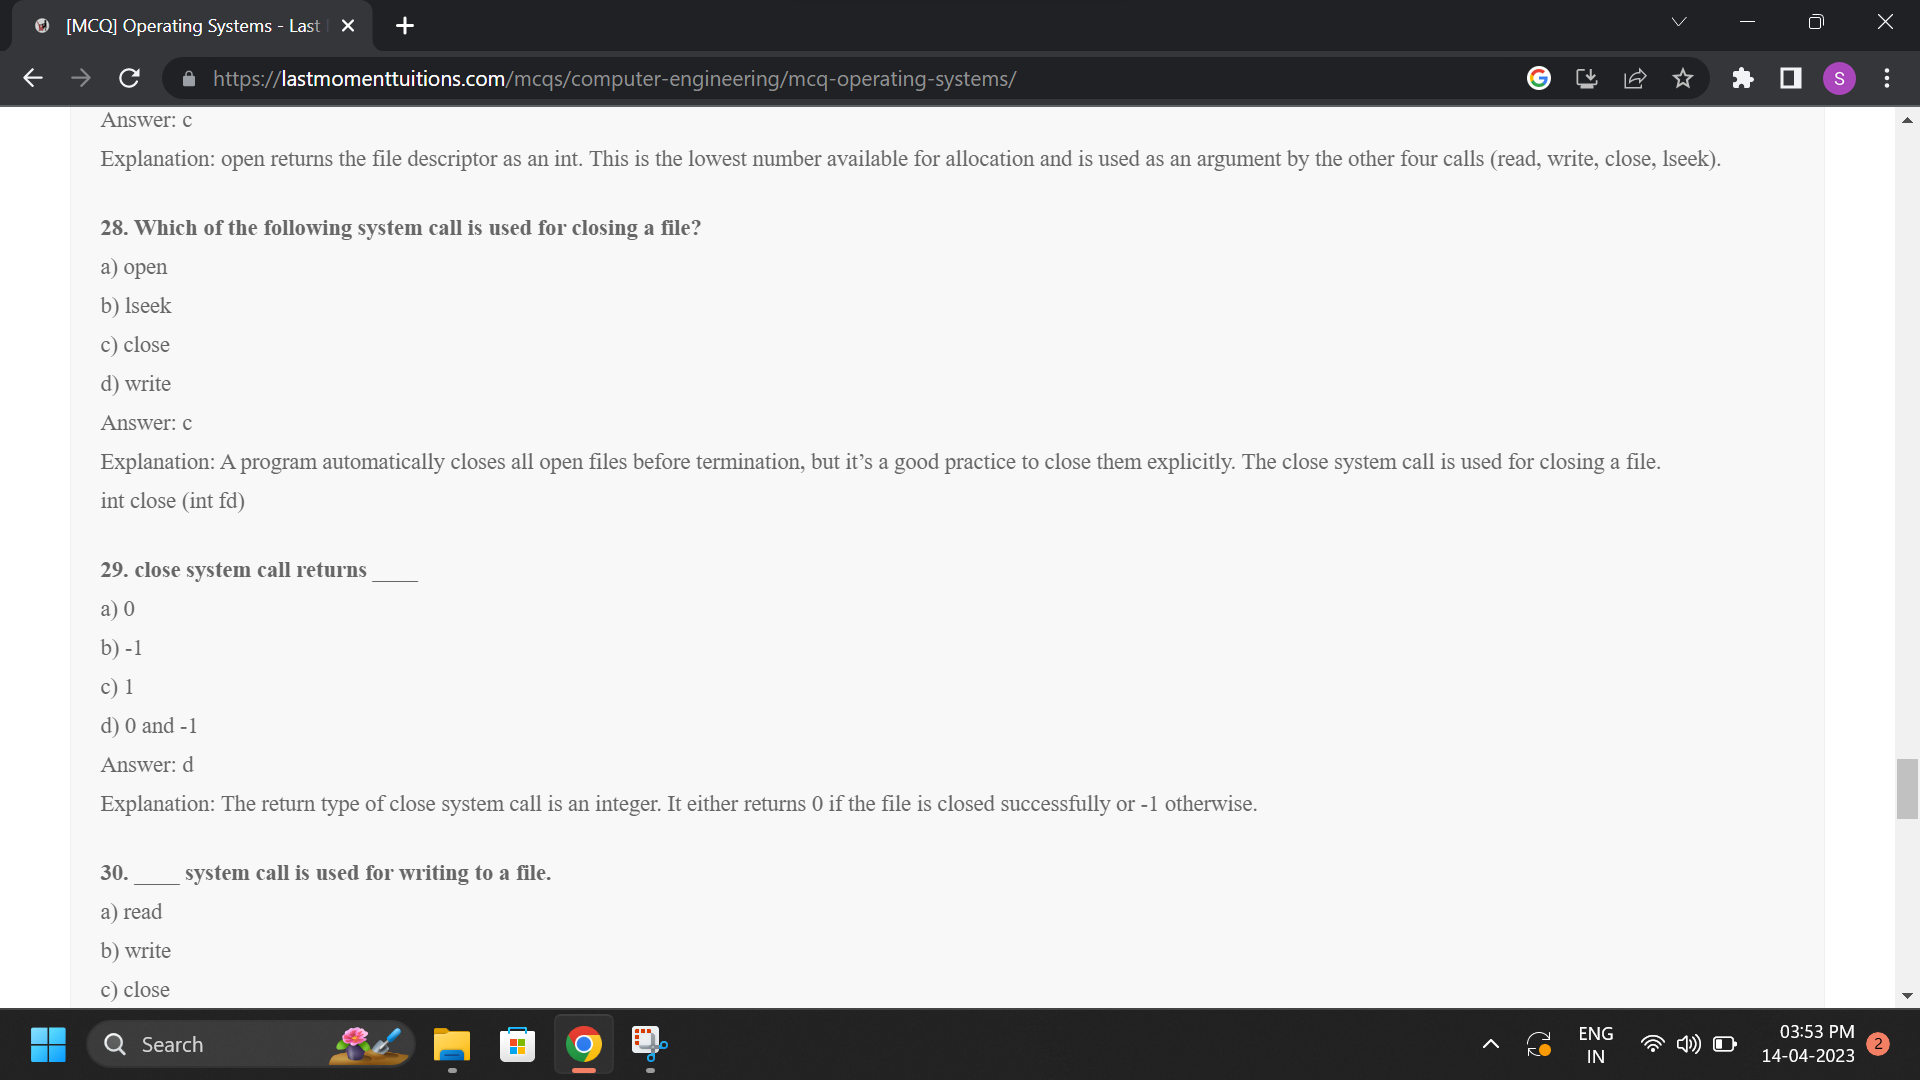 [MCQ] Operating Systems - Last
https://lastmomenttuitions.com/mcqs/computer-engineering/mcq-operating-systems/
S
Answer: c
Explanation: open returns the file descriptor as an int. This is the lowest number available for allocation and is used as an argument by the other four calls (read, write, close, lseek).
28. Which of the following system call is used for closing a file?
a) open
b) lseek
c) close
d) write
Answer: c
Explanation: A program automatically closes all open files before termination, but it’s a good practice to close them explicitly. The close system call is used for closing a file.
int close (int fd)
29. close system call returns ____
a) 0
b) -1
c) 1
d) 0 and -1
Answer: d
Explanation: The return type of close system call is an integer. It either returns 0 if the file is closed successfully or -1 otherwise.
30. ____ system call is used for writing to a file.
a) read
b) write
c) close
Search
ENG
IN
03:53 PM
14-04-2023
2